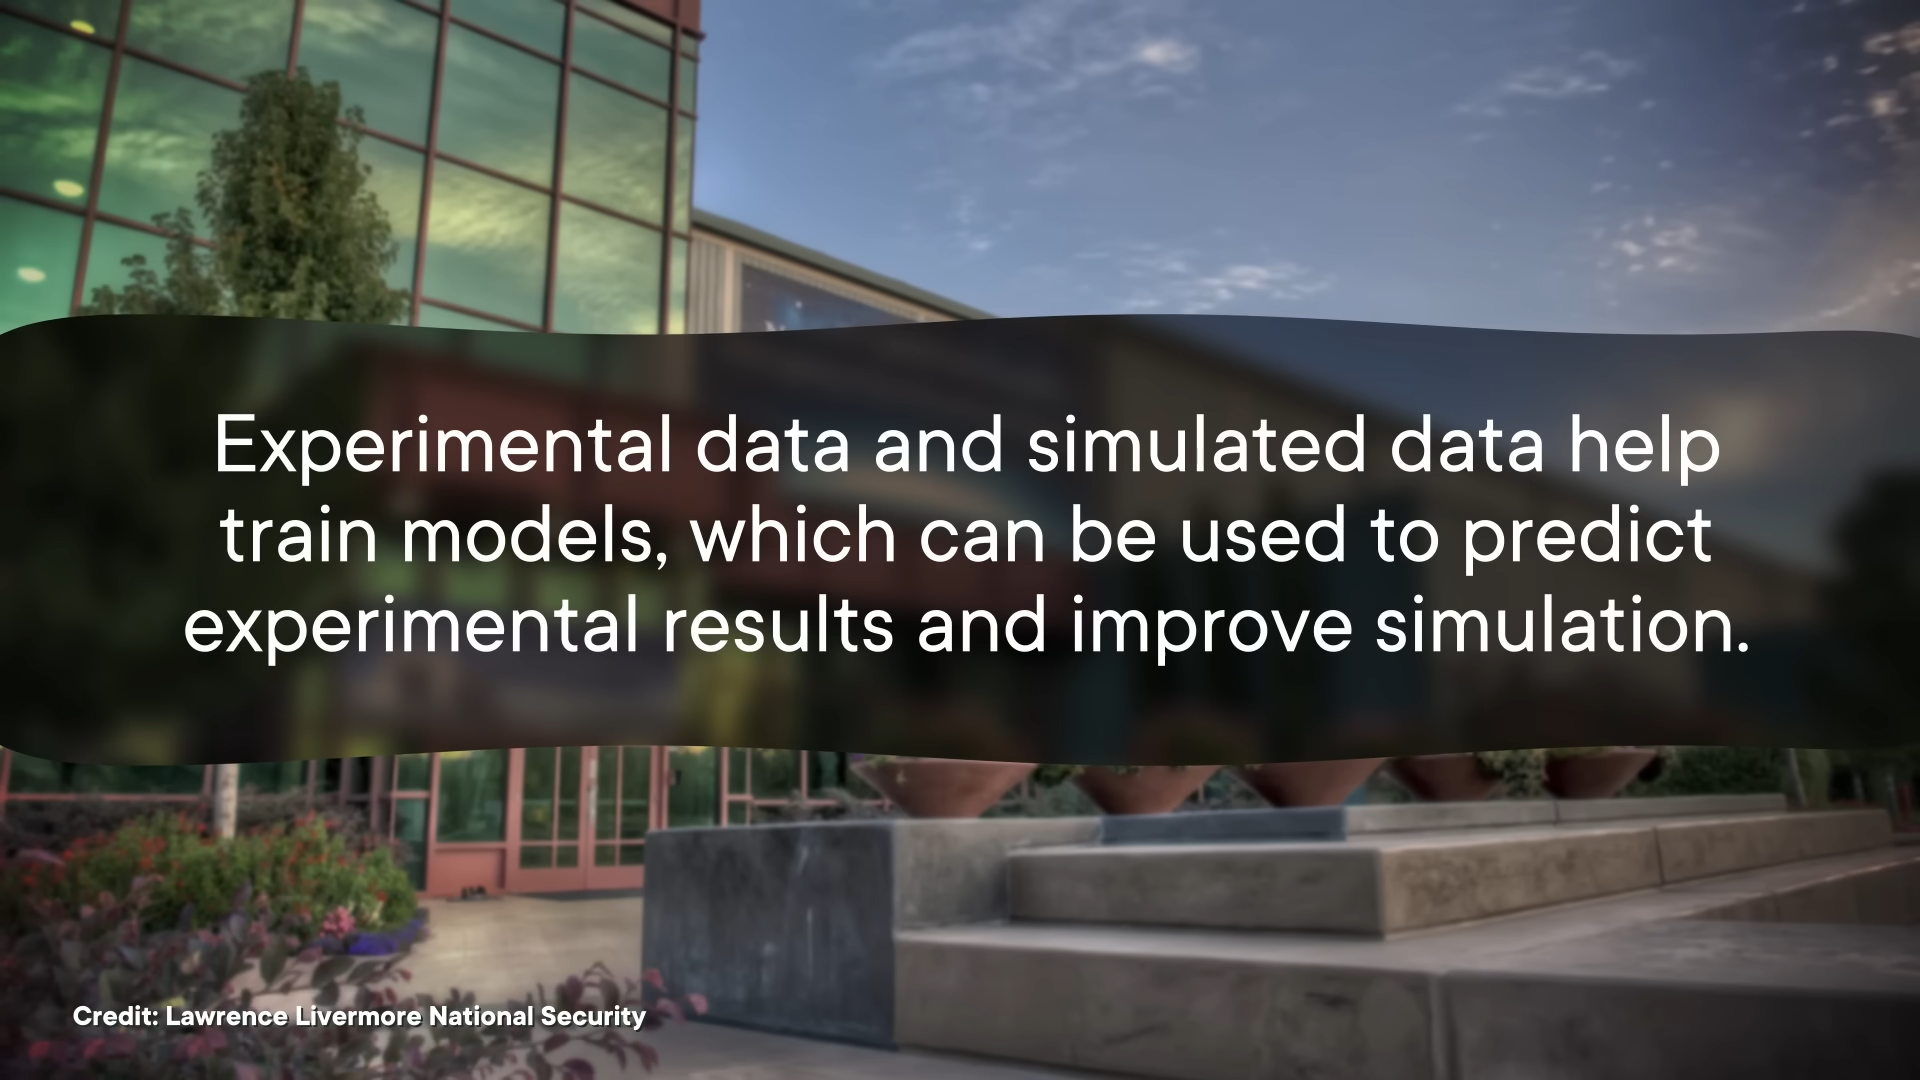 Experimental data and simulated data help
train models, which can be used to predict
experimental results and improve simulation.
Credit: Lawrence Livermore National Security